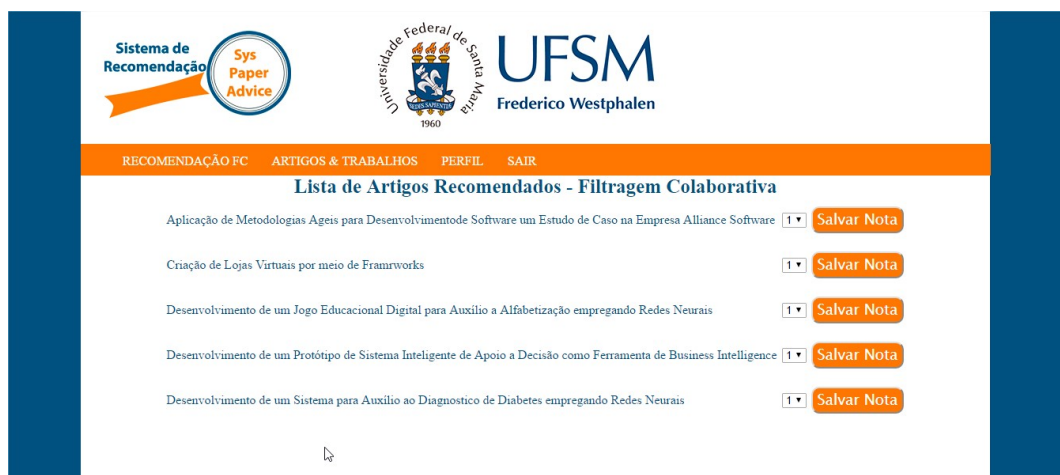 Sistema de
Recomendação
Sys
Paper
Advice
Universidade Federal de Santa Maria
SEDES SAPIENTIAE
1960
UFSM
Frederico Westphalen
RECOMENDAÇÃO FC ARTIGOS & TRABALHOS PERFIL SAIR
Lista de Artigos Recomendados - Filtragem Colaborativa
Aplicação de Metodologias Ageis para Desenvolvimentode Software um Estudo de Caso na Empresa Alliance Software 1 Salvar Nota
Criação de Lojas Virtuais por meio de Framrworks 1 Salvar Nota
Desenvolvimento de um Jogo Educacional Digital para Auxílio a Alfabetização empregando Redes Neurais 1 Salvar Nota
Desenvolvimento de um Protótipo de Sistema Inteligente de Apoio a Decisão como Ferramenta de Business Intelligence 1 Salvar Nota
Desenvolvimento de um Sistema para Auxílio ao Diagnostico de Diabetes empregando Redes Neurais 1 Salvar Nota